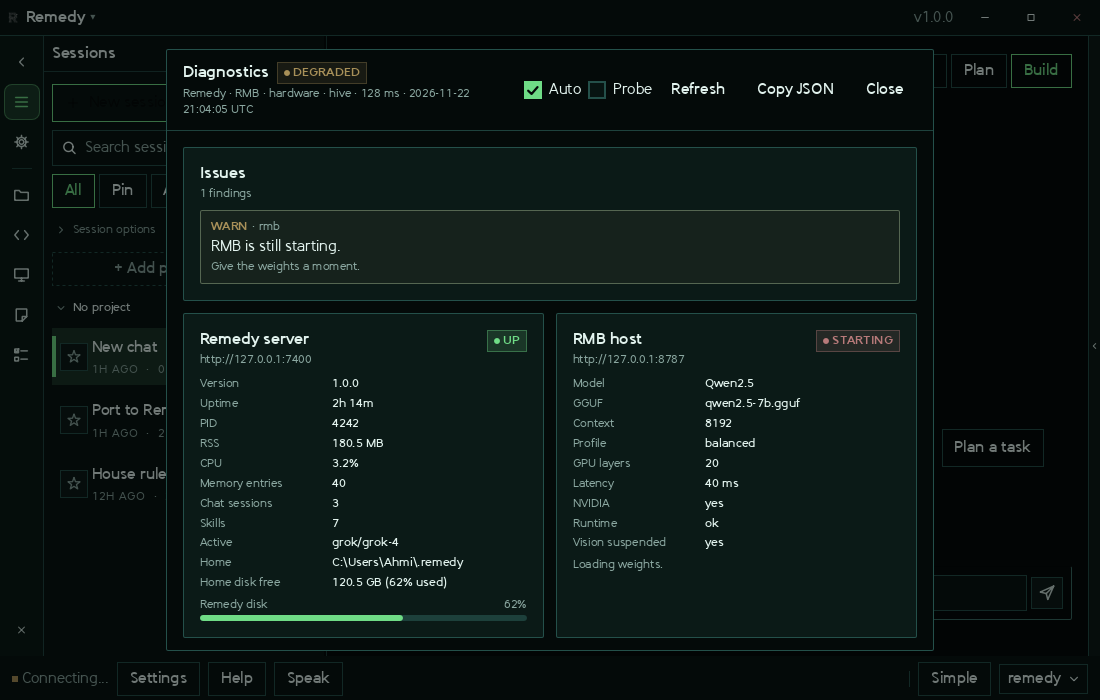 Remedy
v1.0.0
Sessions
Diagnostics
DEGRADED
Remedy · RMB · hardware · hive · 128 ms · 2026-11-22
21:04:05 UTC
Auto
Probe
Refresh
Copy JSON
Close
Plan
Build
Search sessi
All
Pin
Session options
+ Add p
No project
New chat
1H AGO · 0
Port to Rer
1H AGO · 2
House rule
12H AGO ·
Issues
1 findings
WARN · rmb
RMB is still starting.
Give the weights a moment.
Remedy server
UP
http://127.0.0.1:7400
Version 1.0.0
Uptime 2h 14m
PID 4242
RSS 180.5 MB
CPU 3.2%
Memory entries 40
Chat sessions 3
Skills 7
Active grok/grok-4
Home C:\Users\Ahmi\.remedy
Home disk free 120.5 GB (62% used)
Remedy disk 62%
RMB host
STARTING
http://127.0.0.1:8787
Model Qwen2.5
GGUF qwen2.5-7b.gguf
Context 8192
Profile balanced
GPU layers 20
Latency 40 ms
NVIDIA yes
Runtime ok
Vision suspended yes
Loading weights.
Plan a task
Connecting...
Settings
Help
Speak
Simple
remedy